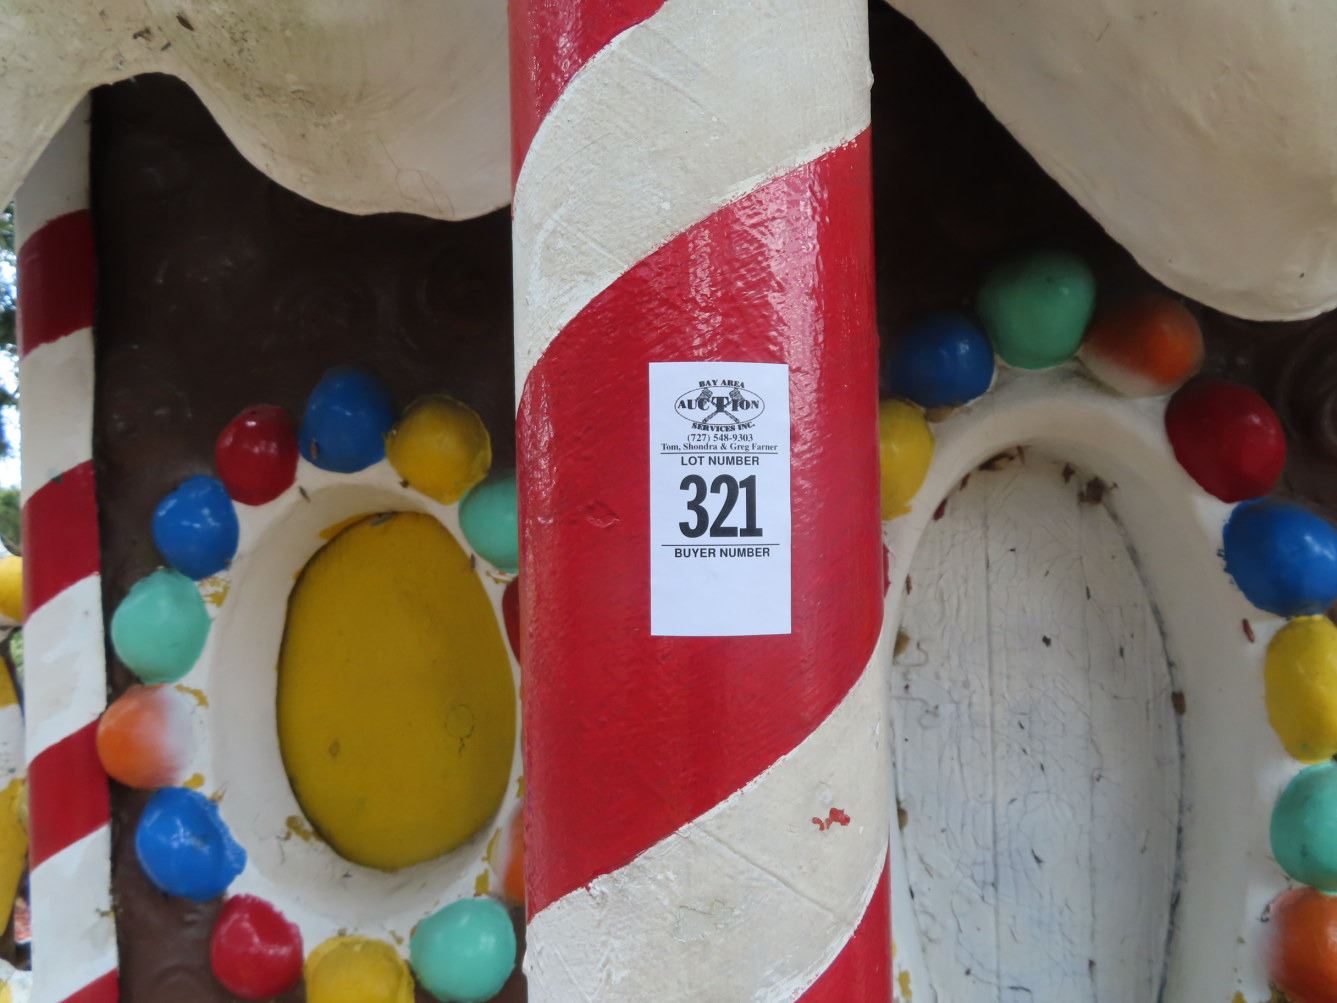 BAY AREA
AUCTION
SERVICES INC.
(727) 548-9303
Tom, Shondra & Greg Farner
LOT NUMBER
321
BUYER NUMBER